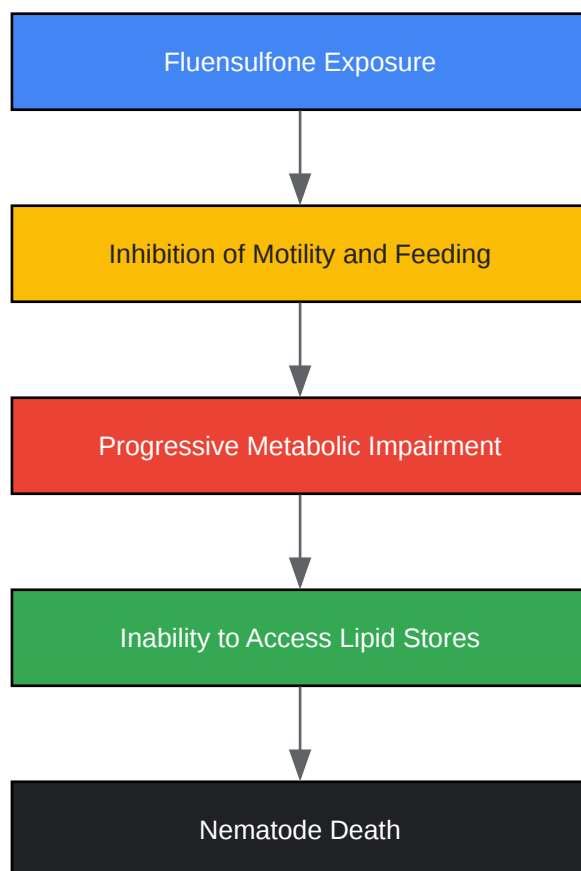 Fluensulfone Exposure
Inhibition of Motility and Feeding
Progressive Metabolic Impairment
Inability to Access Lipid Stores
Nematode Death